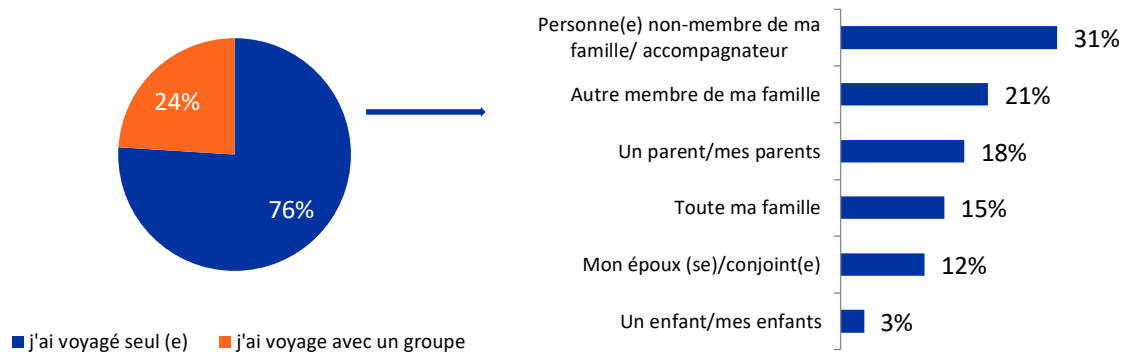 24%
76%
j'ai voyagé seul (e)
j'ai voyage avec un groupe
Personne(e) non-membre de ma
famille/ accompagnateur
31%
Autre membre de ma famille
21%
Un parent/mes parents
18%
Toute ma famille
15%
Mon époux (se)/conjoint(e)
12%
Un enfant/mes enfants
3%